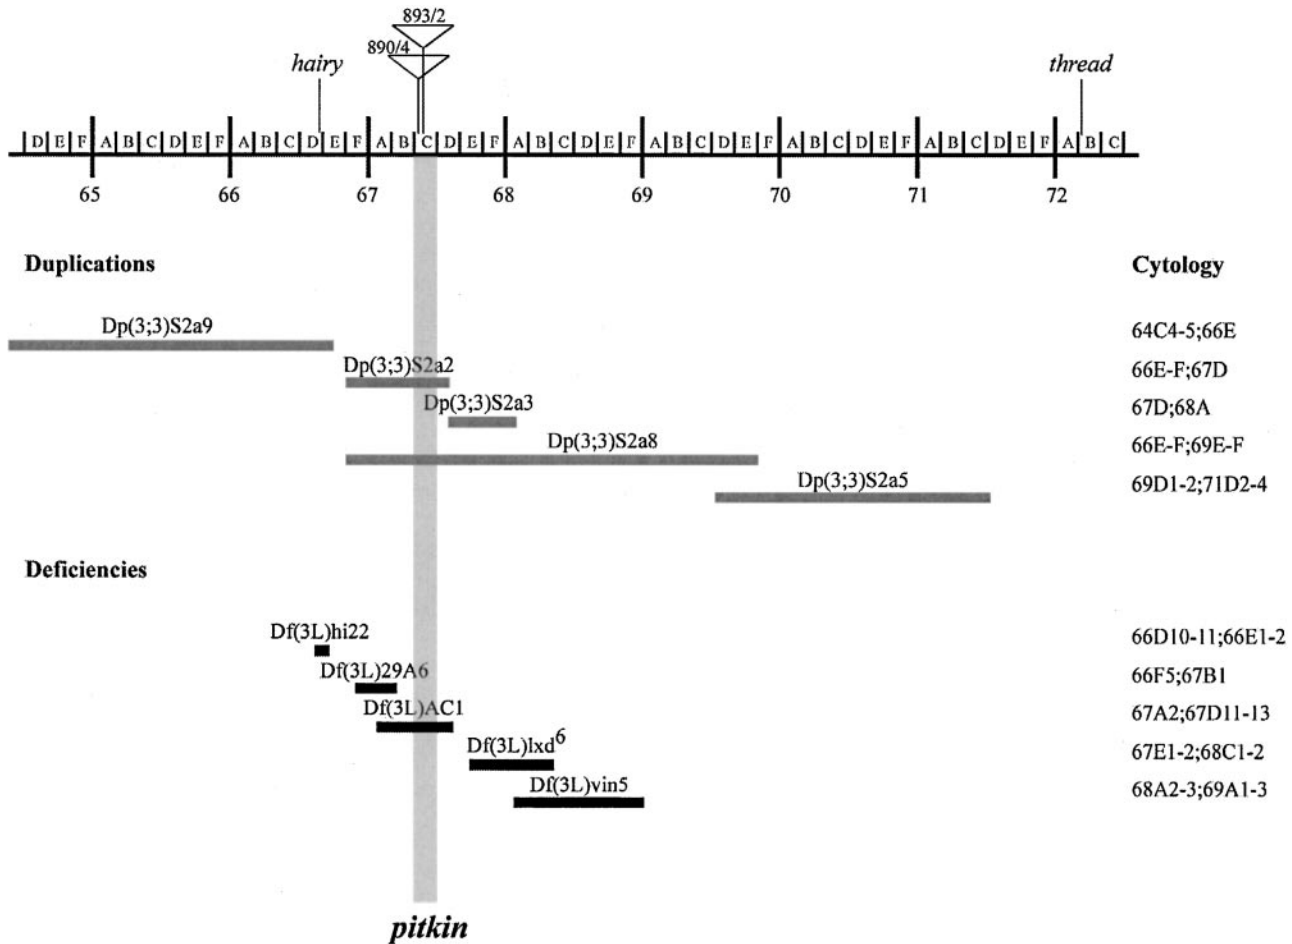 893/2
890/4
hairy
thread
D E F A B C D E F A B C D E F A B C D E F A B C D E F A B C D E F A B C D E F A B C D E F A B C
65 66 67 68 69 70 71 72
Duplications
Cytology
Dp(3;3)S2a9
64C4-5;66E
Dp(3;3)S2a2
66E-F;67D
Dp(3;3)S2a3
67D;68A
Dp(3;3)S2a8
66E-F;69E-F
Dp(3;3)S2a5
69D1-2;71D2-4
Deficiencies
Df(3L)hi22
66D10-11;66E1-2
Df(3L)29A6
66F5;67B1
Df(3L)AC1
67A2;67D11-13
Df(3L)lxd6
67E1-2;68C1-2
Df(3L)vin5
68A2-3;69A1-3
pitkin